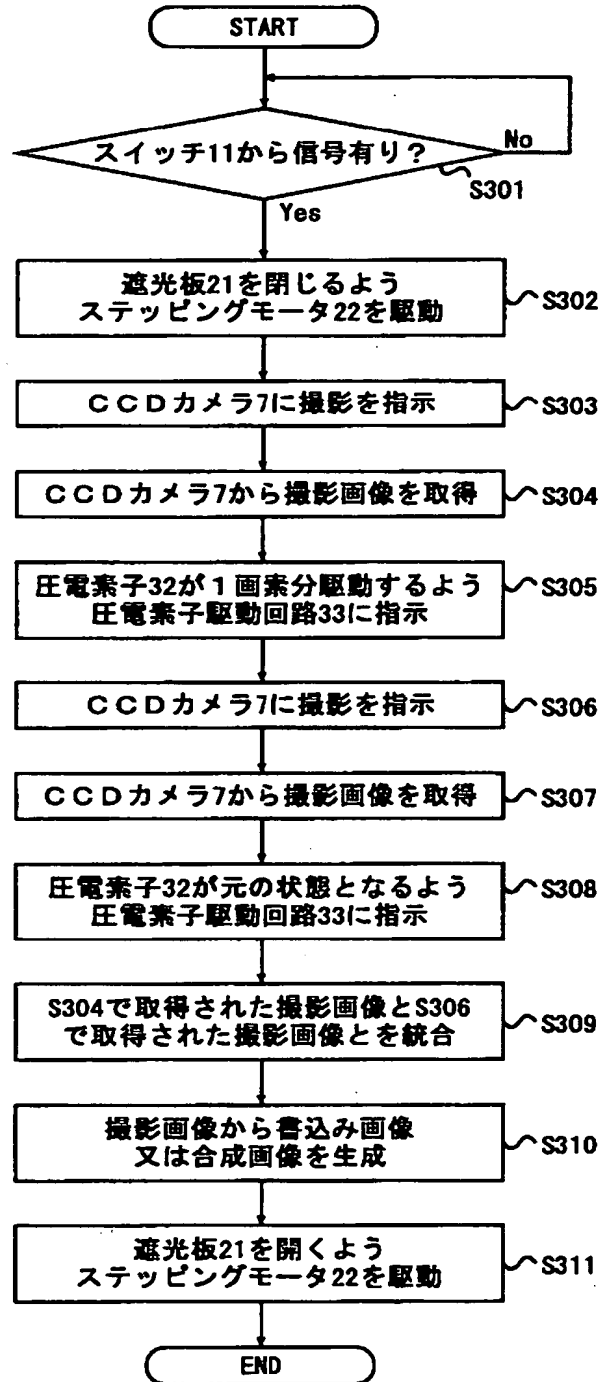 START
スイッチ11から信号有り?
No
S301
Yes
遮光板21を閉じるよう
ステッピングモータ22を駆動
S302
CCDカメラ7に撮影を指示
S303
CCDカメラ7から撮影画像を取得
S304
圧電素子32が1画素分駆動するよう
圧電素子駆動回路33に指示
S305
CCDカメラ7に撮影を指示
S306
CCDカメラ7から撮影画像を取得
S307
圧電素子32が元の状態となるよう
圧電素子駆動回路33に指示
S308
S304で取得された撮影画像とS306
で取得された撮影画像とを統合
S309
撮影画像から書込み画像
又は合成画像を生成
S310
遮光板21を開くよう
ステッピングモータ22を駆動
S311
END